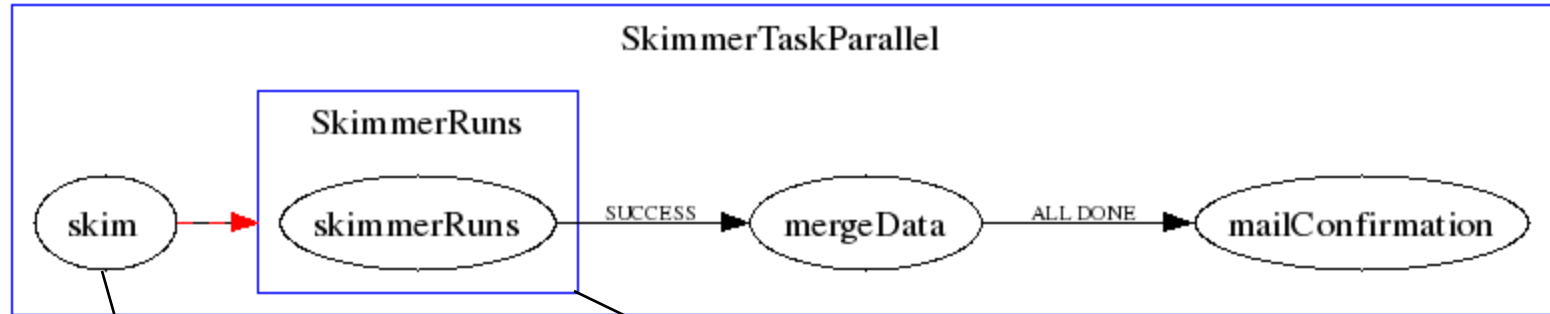 SkimmerTaskParallel
SkimmerRuns
skim
skimmerRuns
SUCCESS
mergeData
ALL DONE
mailConfirmation